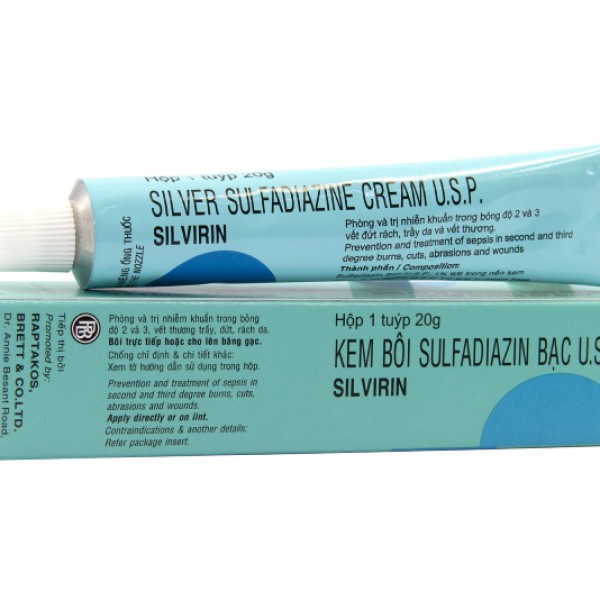 Hộp 1 tuýp 20g
SILVER SULFADIAZINE CREAM U.S.P.
SILVIRIN
Phòng và trị nhiễm khuẩn trong bỏng độ 2 và 3
vết đứt rách, trầy da và vết thương.
Prevention and treatment of sepsis in second and third
degree burns, cuts, abrasions and wounds
Thành phần / Composition:
ỐNG THUỐC
NOZZLE
Tiếp thị bởi
Promoted by:
RAPTAKOS,
BRETT & CO.LTD.
Dr. Annie Besant Road,
Phòng và trị nhiễm khuẩn trong bỏng
độ 2 và 3, vết thương trầy, đứt, rách da.
Bôi trực tiếp hoặc cho lên băng gạc.
Chống chỉ định & chi tiết khác:
Xem tờ hướng dẫn sử dụng trong hộp.
Prevention and treatment of sepsis in
second and third degree burns, cuts,
abrasions and wounds.
Apply directly or on lint.
Contraindications & another details:
Refer package insert.
Hộp 1 tuýp 20g
KEM BÔI SULFADIAZIN BẠC U.S
SILVIRIN